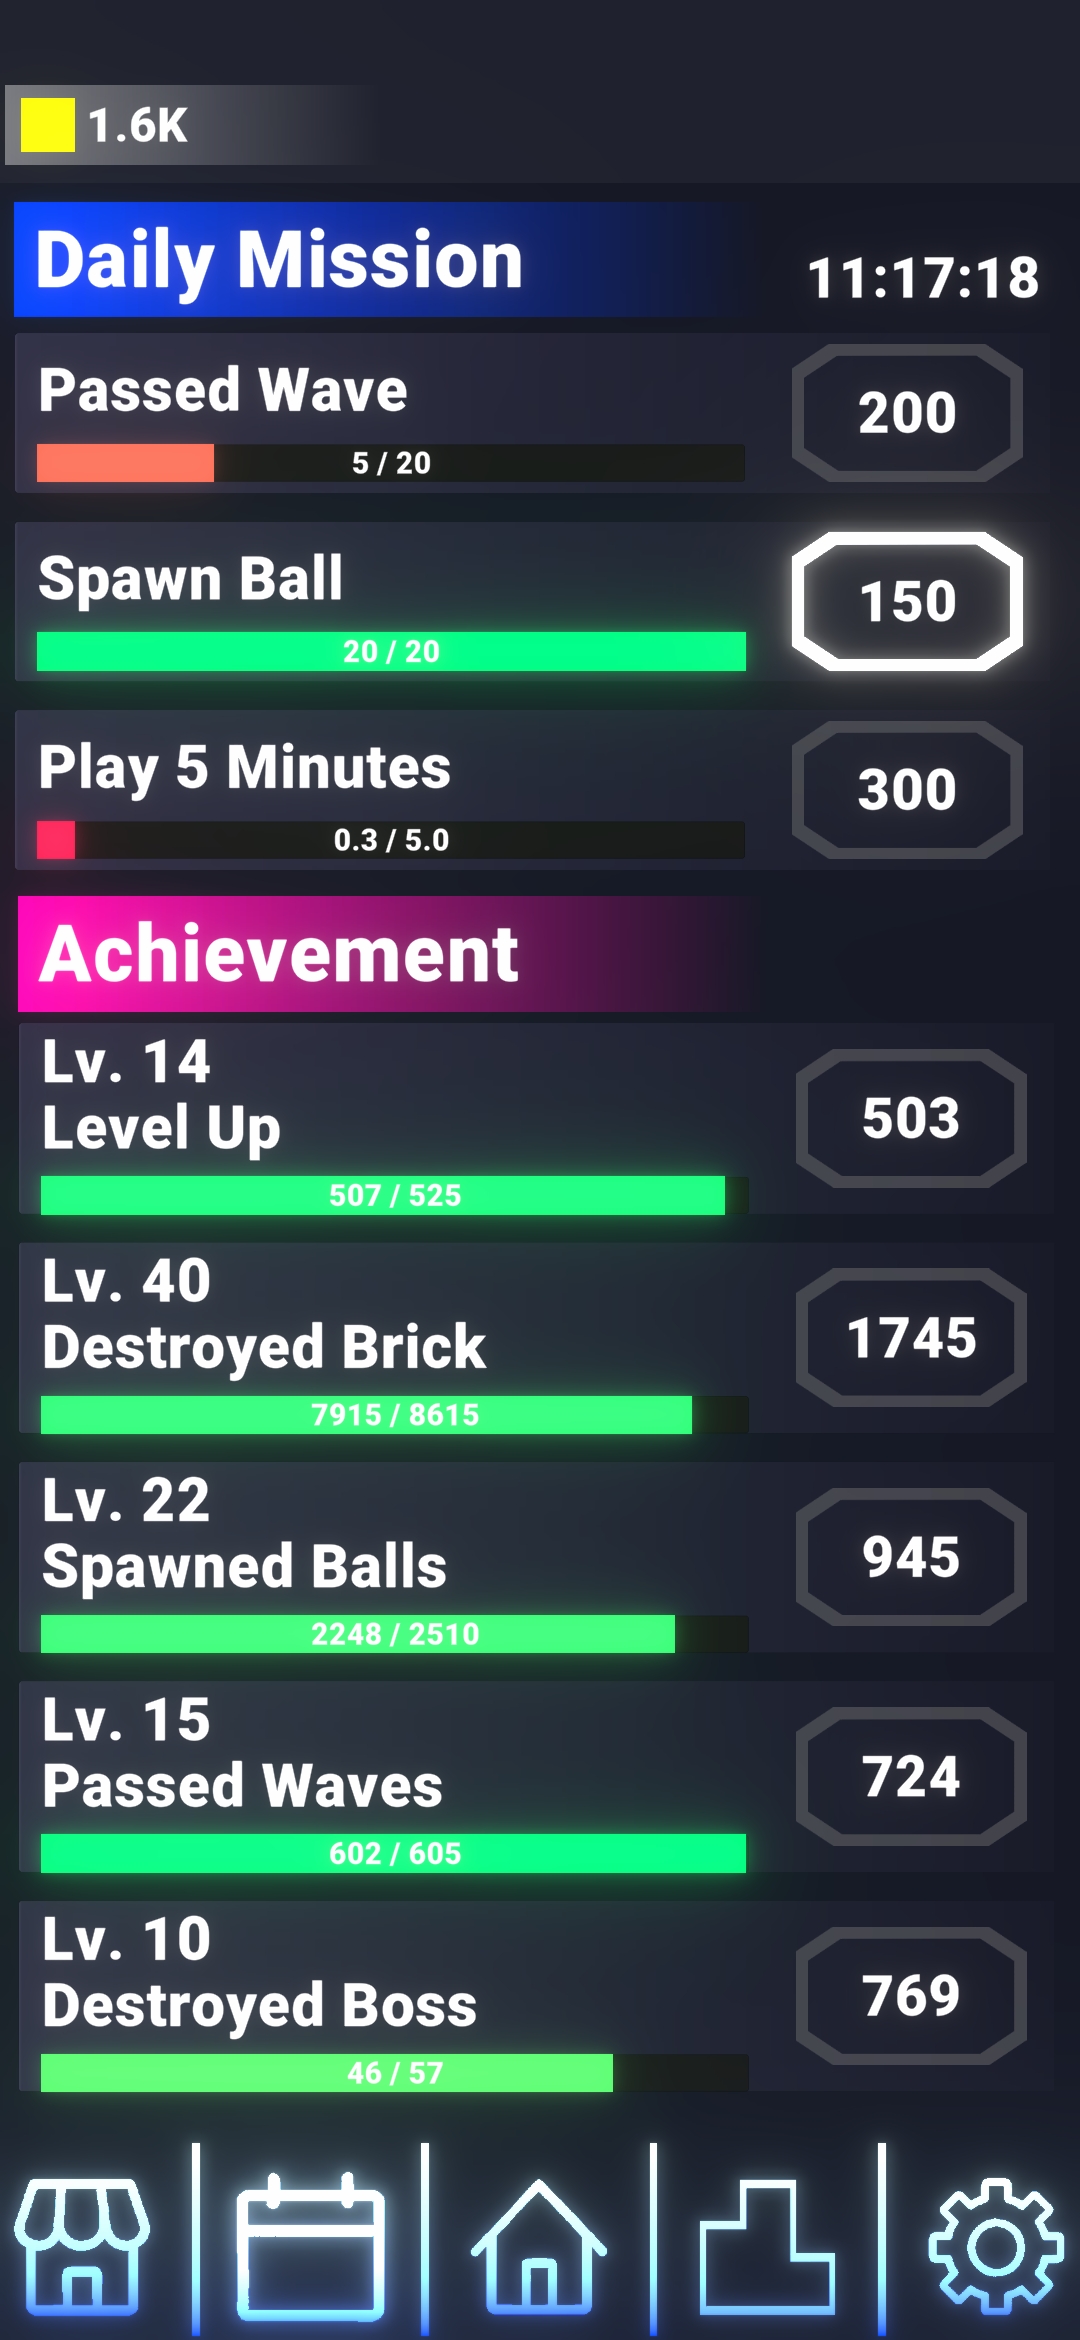 1.6K
Daily Mission
11:17:18
Passed Wave
200
5 / 20
Spawn Ball
150
20 / 20
Play 5 Minutes
300
0.3 / 5.0
Achievement
Lv. 14
Level Up
503
507 / 525
Lv. 40
Destroyed Brick
1745
7915 / 8615
Lv. 22
Spawned Balls
945
2248 / 2510
Lv. 15
Passed Waves
724
602 / 605
Lv. 10
Destroyed Boss
769
46 / 57